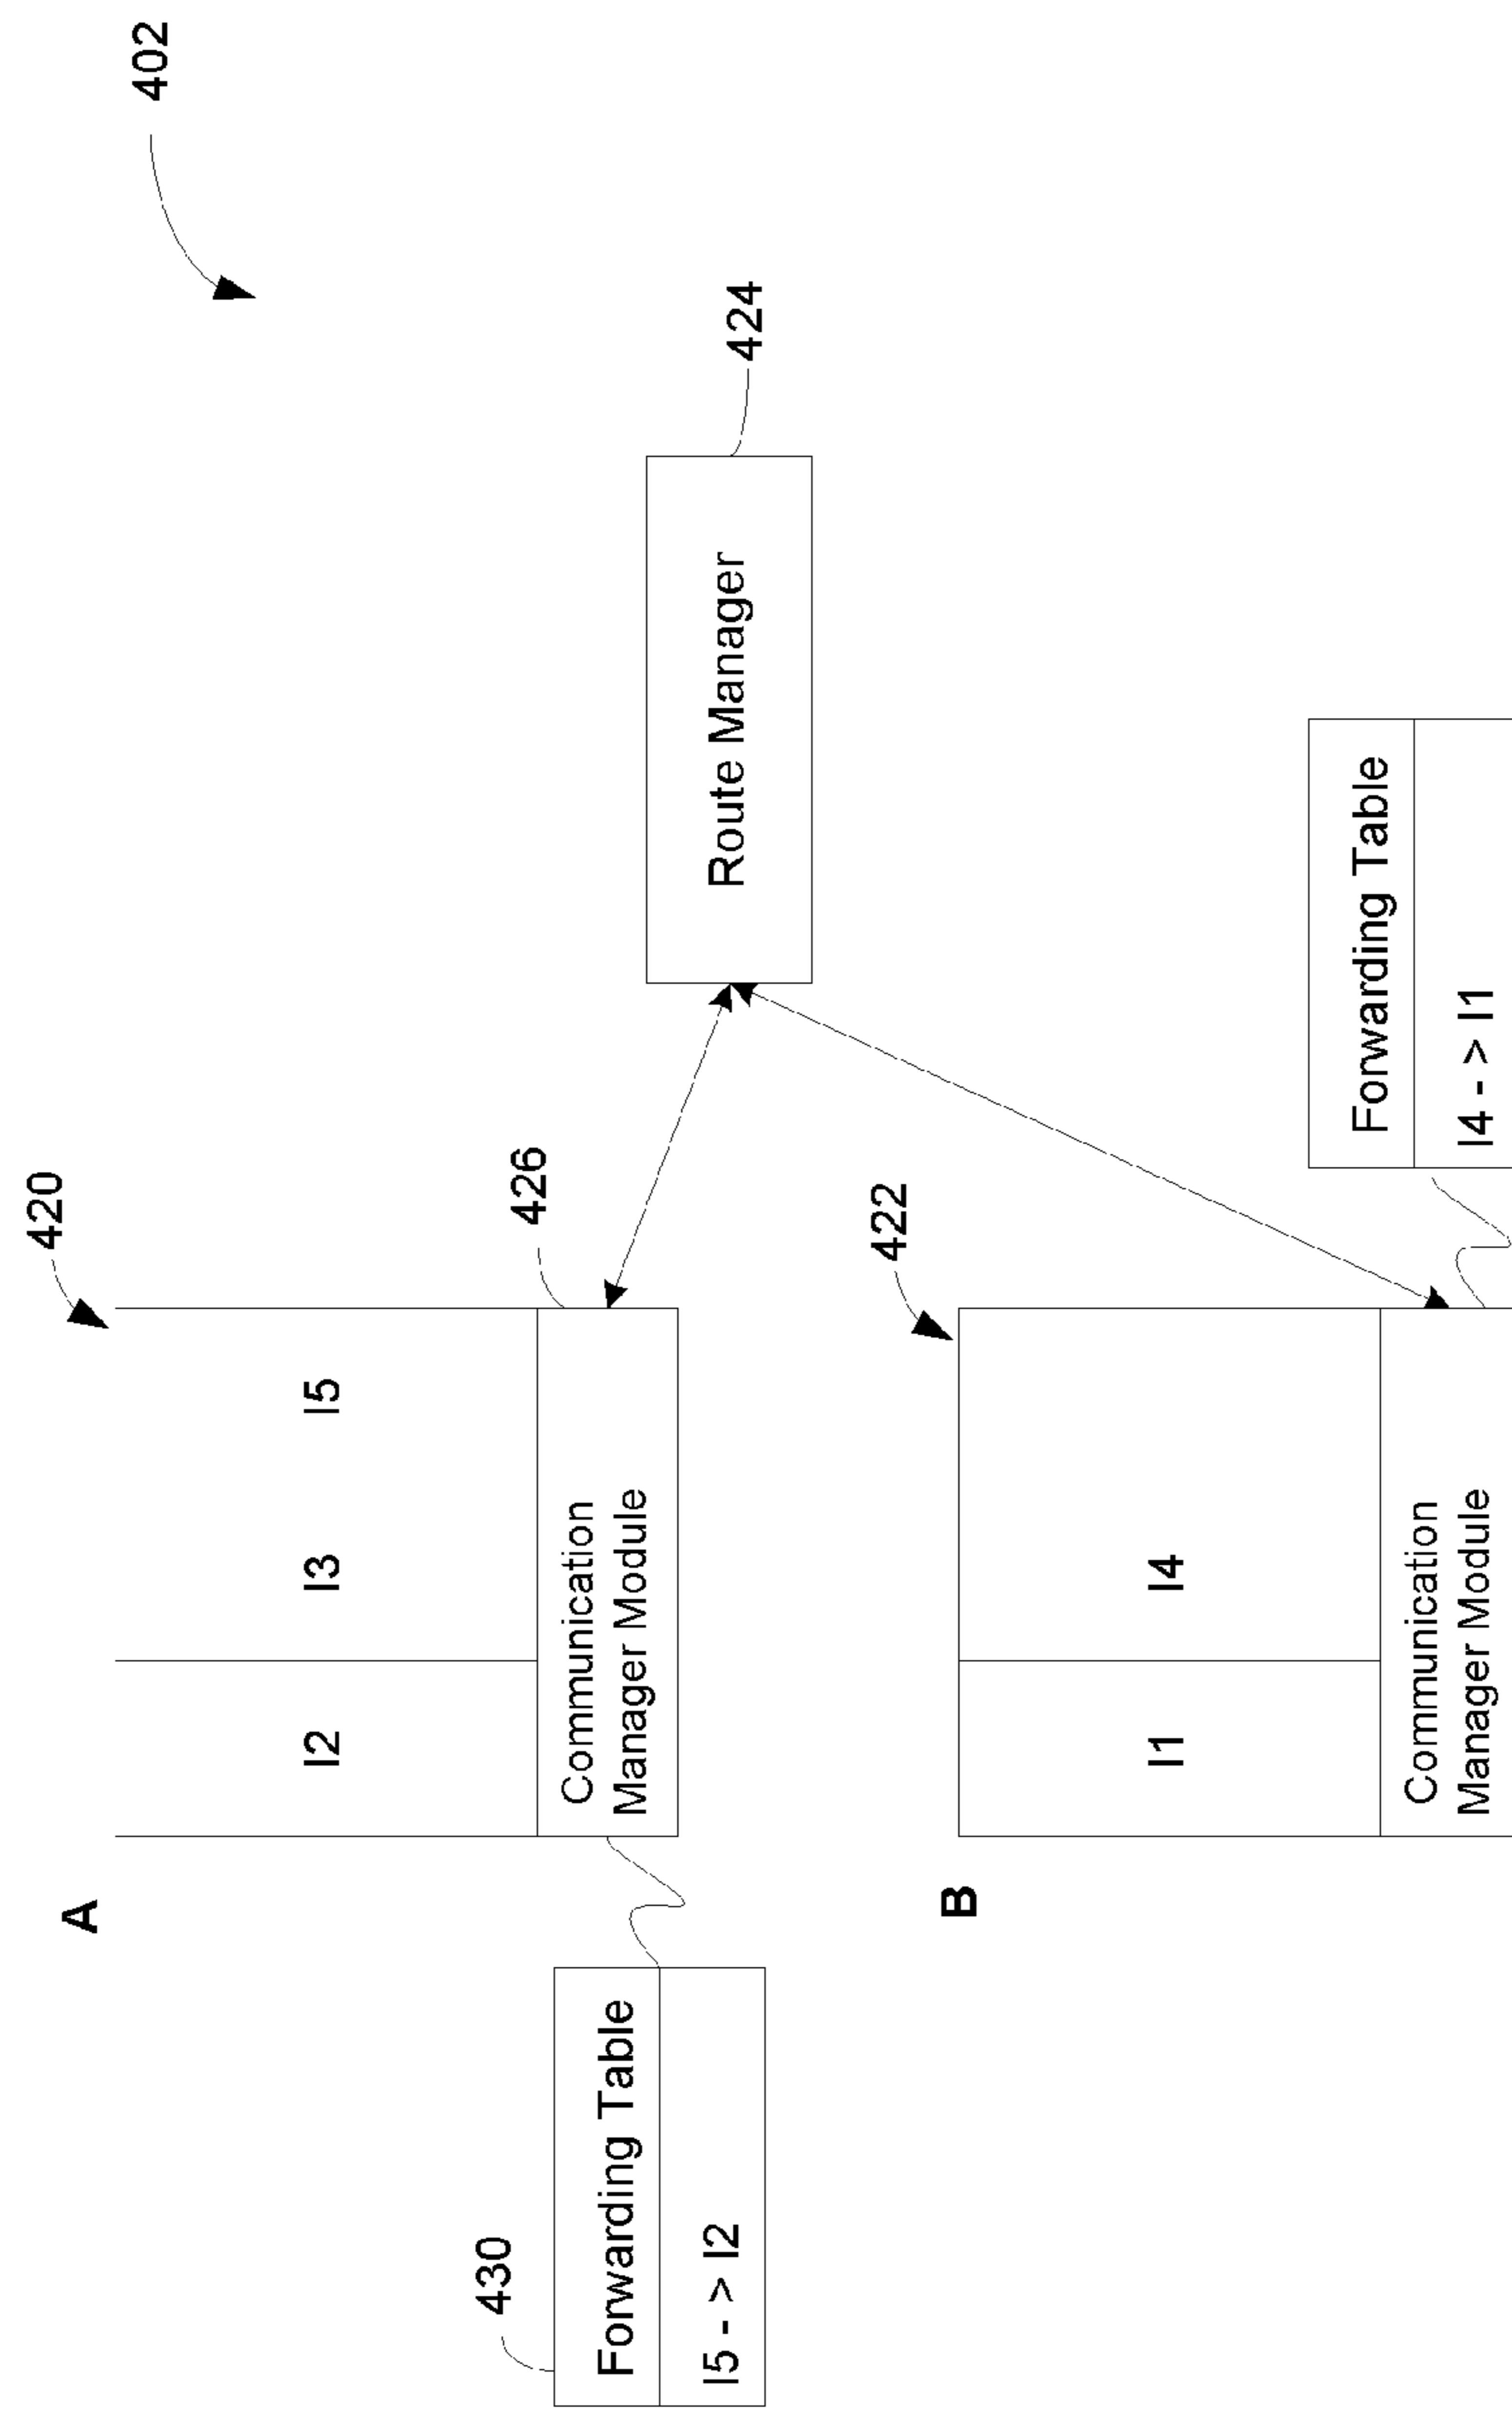 402
420
A
I2
I3
I5
426
Communication
Manager Module
430
Forwarding Table
I5 - > I2
424
Route Manager
422
B
I1
I4
Communication
Manager Module
Forwarding Table
I4 - > I1